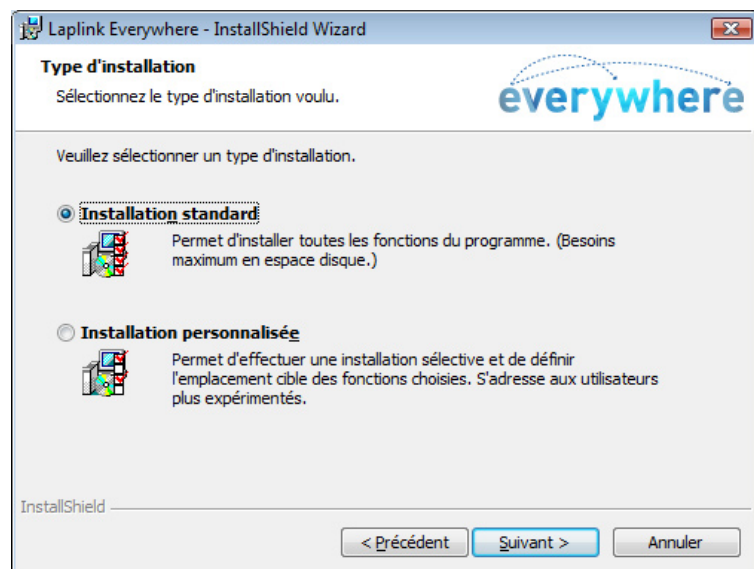 Laplink Everywhere - InstallShield Wizard
Type d'installation
Sélectionnez le type d'installation voulu.
everywhere
Veuillez sélectionner un type d'installation.
Installation standard
Permet d'installer toutes les fonctions du programme. (Besoins
maximum en espace disque.)
Installation personnalisée
Permet d'effectuer une installation sélective et de définir
l'emplacement cible des fonctions choisies. S'adresse aux utilisateurs
plus expérimentés.
InstallShield
< Précédent
Suivant >
Annuler